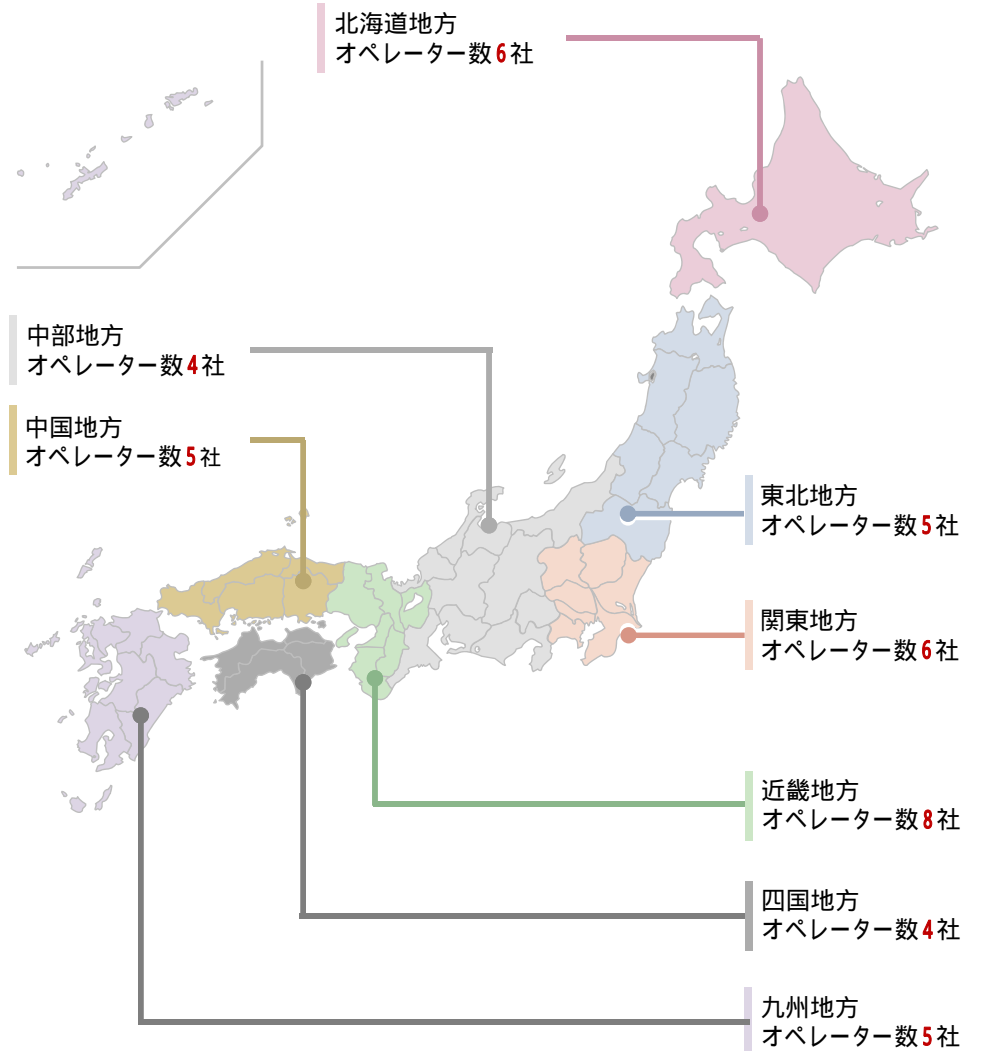 北海道地方
オペレーター数6社
中部地方
オペレーター数4社
中国地方
オペレーター数5社
東北地方
オペレーター数5社
関東地方
オペレーター数6社
近畿地方
オペレーター数8社
四国地方
オペレーター数4社
九州地方
オペレーター数5社